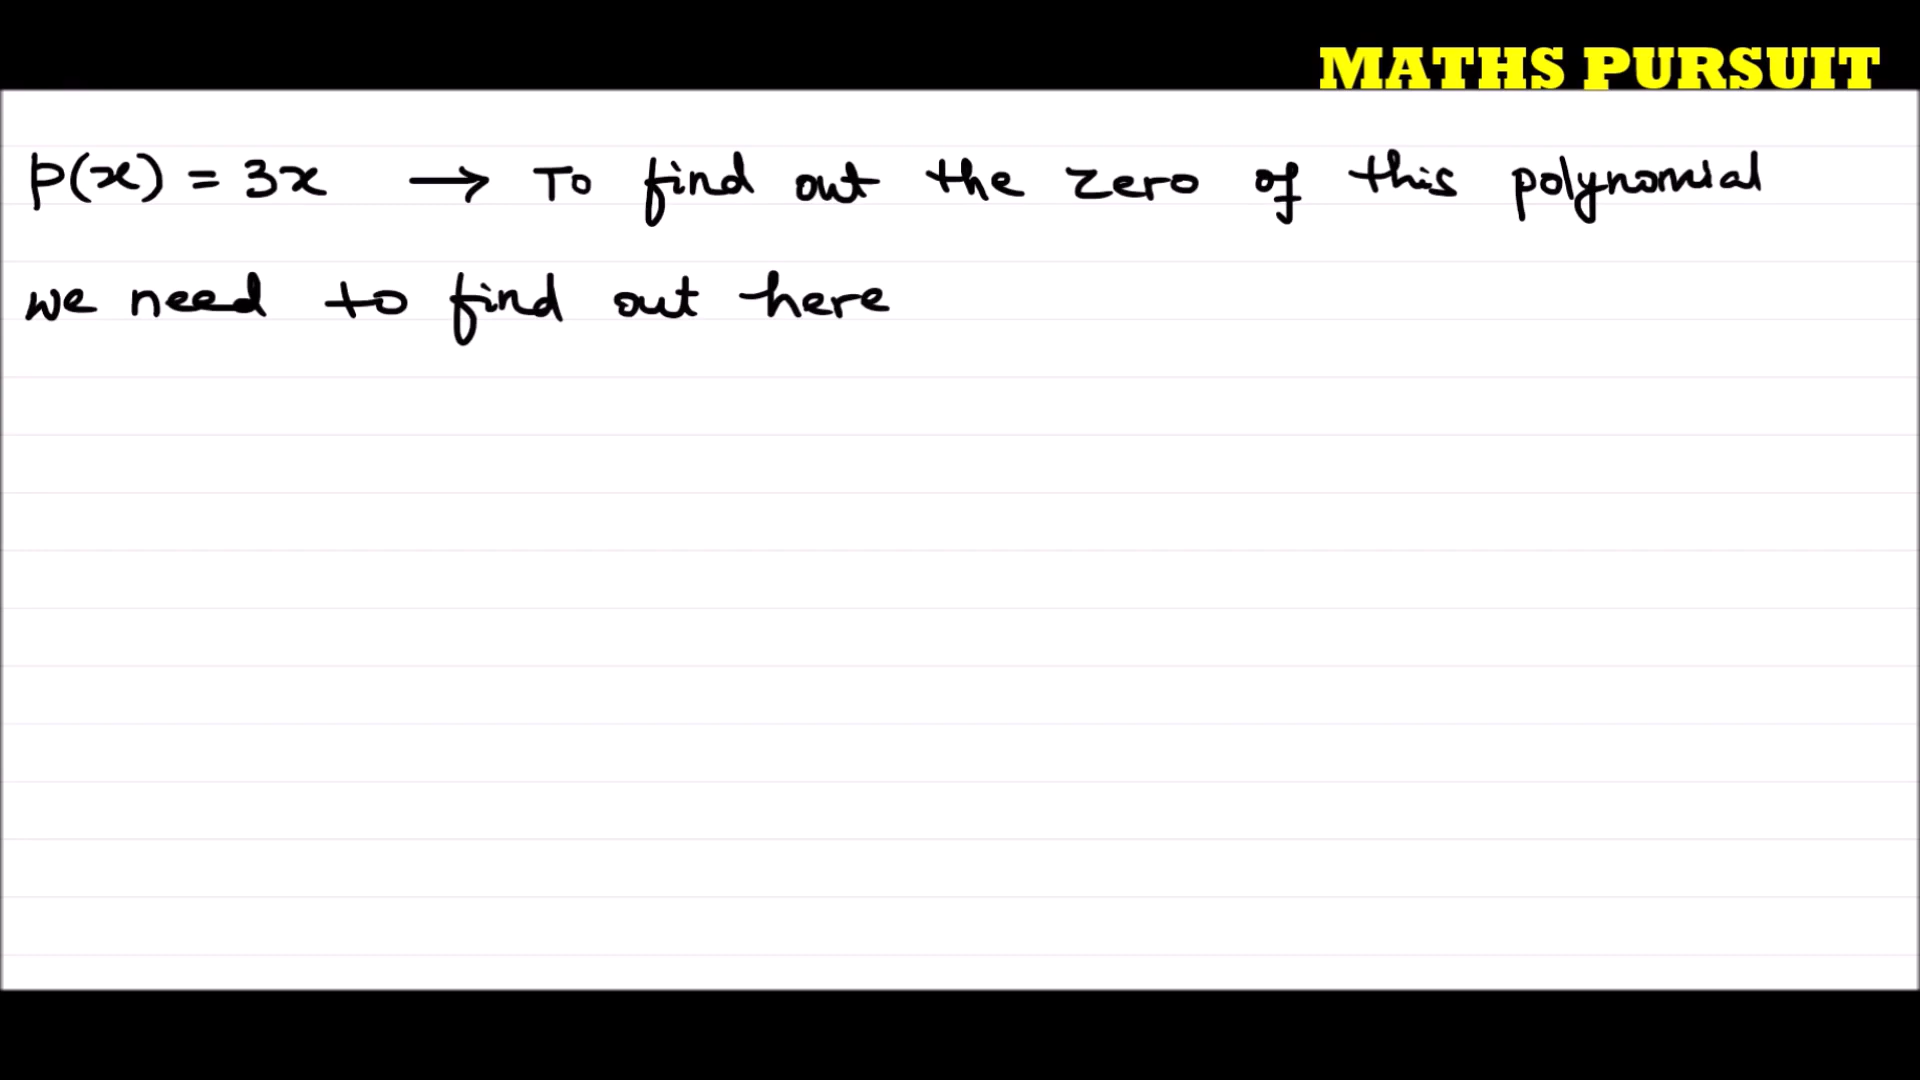 MATHS PURSUIT
p(x) = 3x → To find out the zero of this polynomial
we need to find out here